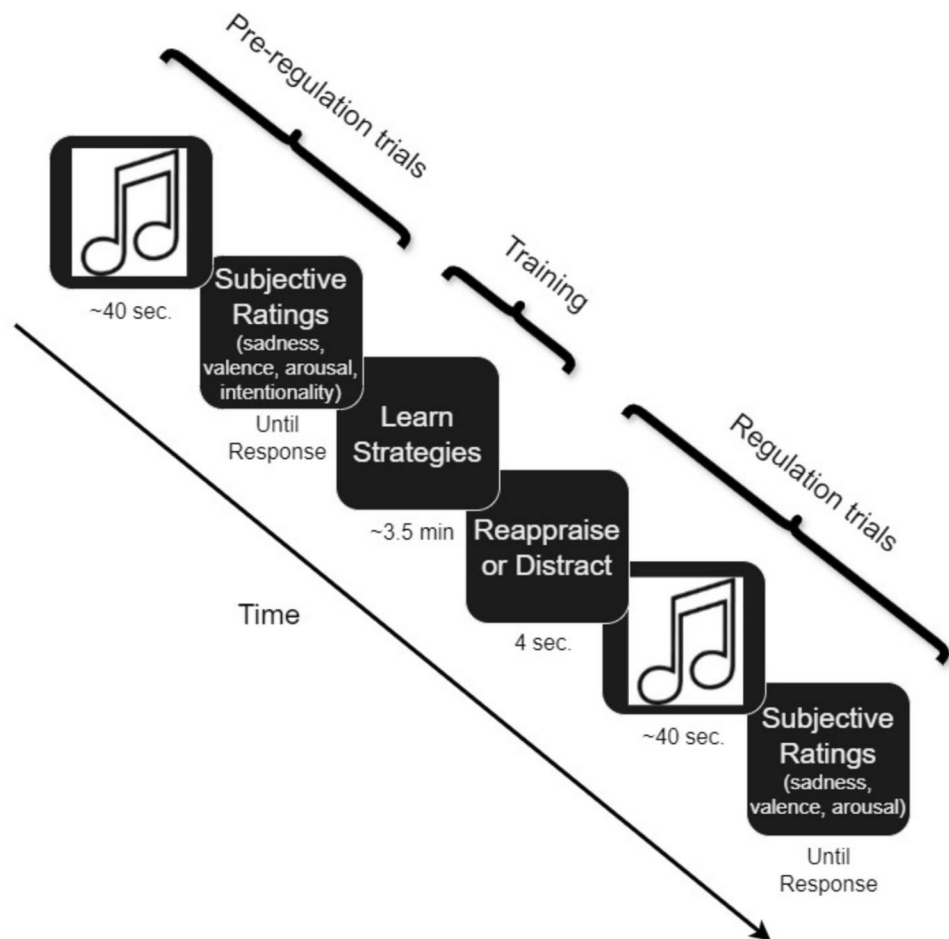 Pre-regulation trials
~40 sec.
Subjective
Ratings
(sadness,
valence, arousal,
intentionality)
Until
Response
Training
Learn
Strategies
~3.5 min
Regulation trials
Reappraise
or Distract
4 sec.
~40 sec.
Subjective
Ratings
(sadness,
valence, arousal)
Until
Response
Time